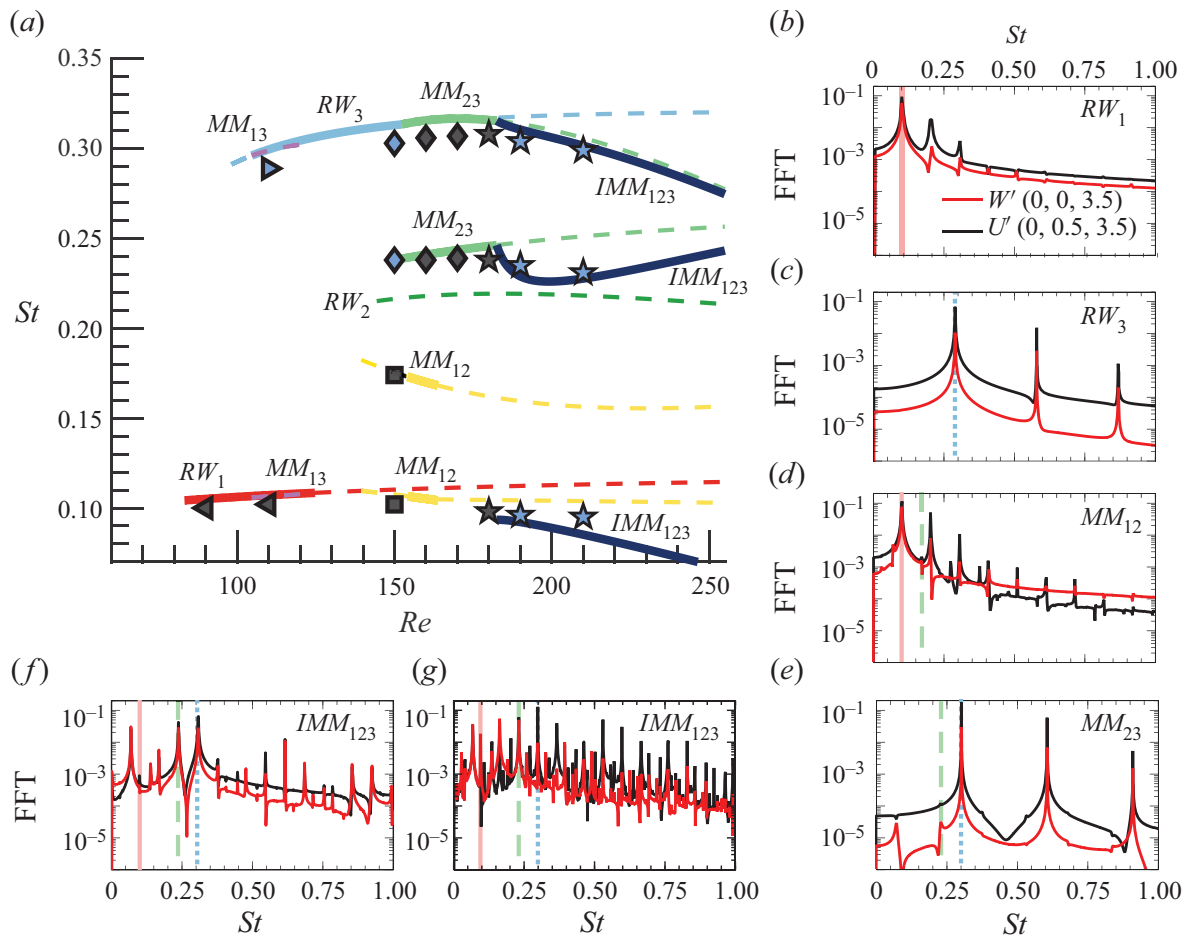 (a)
0.35
0.30
0.25
0.20
0.15
0.10
St
100
150
200
250
Re
MM13
RW3
MM23
IMM123
MM23
IMM123
RW2
MM12
RW1
MM13
MM12
IMM123
(b)
St
0 0.25 0.50 0.75 1.00
10−1
10−3
10−5
FFT
RW1
W′ (0, 0, 3.5)
U′ (0, 0.5, 3.5)
(c)
10−1
10−3
10−5
FFT
RW3
(d)
10−1
10−3
10−5
FFT
MM12
(e)
10−1
10−3
10−5
MM23
0 0.25 0.50 0.75 1.00
St
(f)
10−1
10−3
10−5
FFT
IMM123
0 0.25 0.50 0.75 1.00
St
(g)
10−1
10−3
10−5
IMM123
0 0.25 0.50 0.75 1.00
St